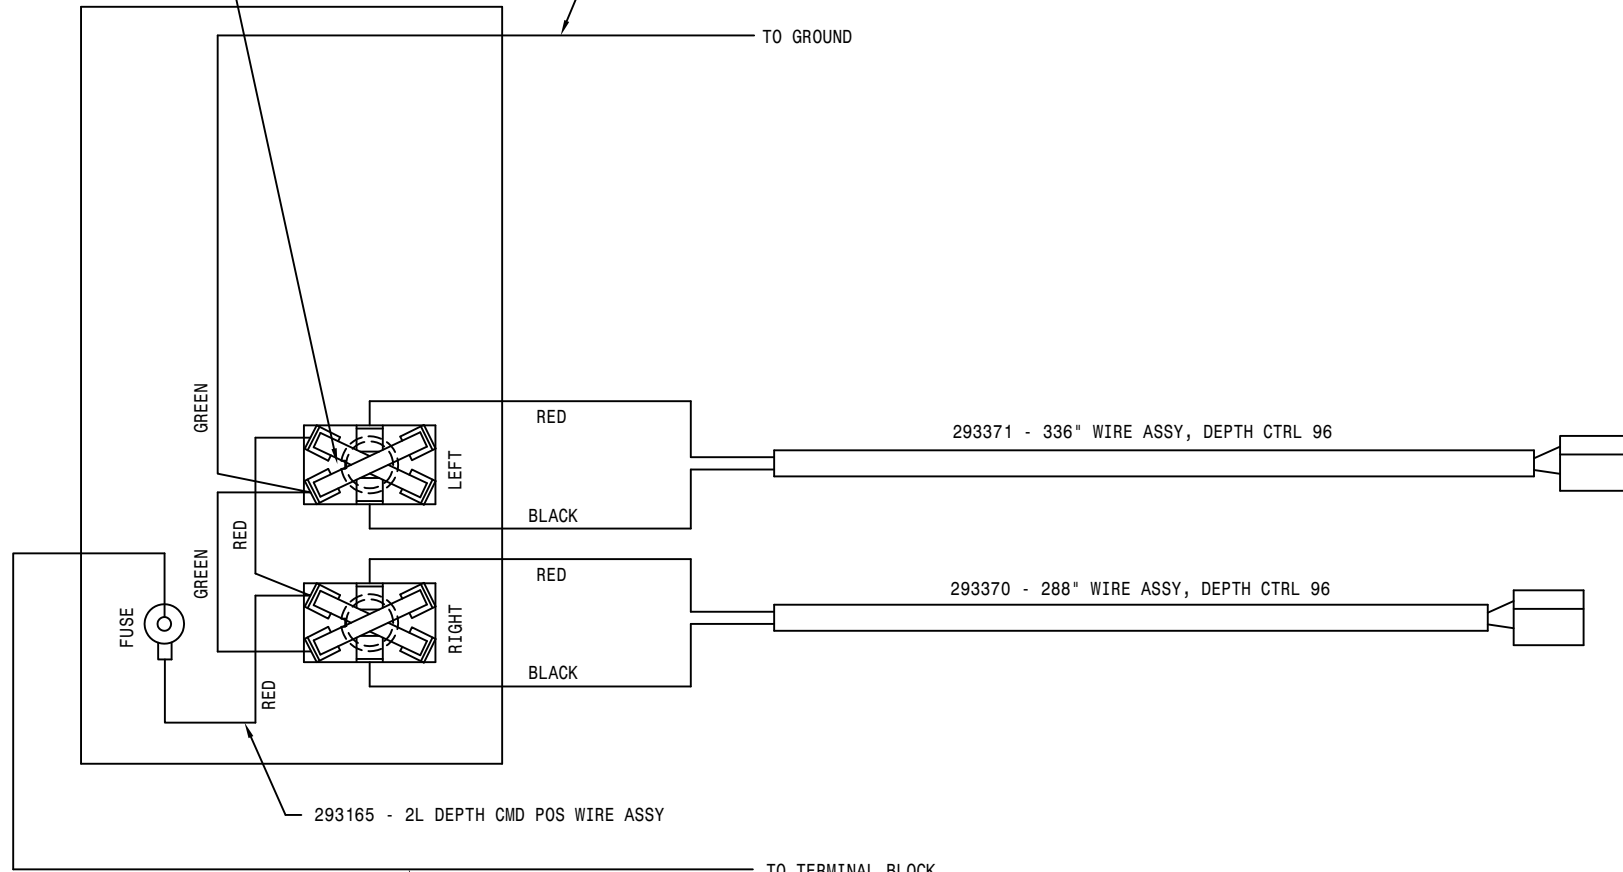 TO GROUND
GREEN
RED
293371 - 336" WIRE ASSY, DEPTH CTRL 96
LEFT
BLACK
RED
GREEN
RED
293370 - 288" WIRE ASSY, DEPTH CTRL 96
FUSE
RIGHT
BLACK
RED
293165 - 2L DEPTH CMD POS WIRE ASSY
TO TERMINAL BLOCK